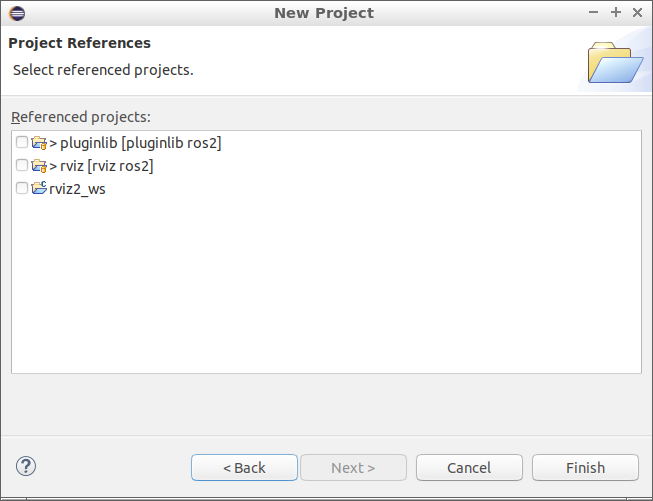 New Project
Project References
Select referenced projects.
Referenced projects:
> pluginlib [pluginlib ros2]
> rviz [rviz ros2]
rviz2_ws
?
< Back
Next >
Cancel
Finish